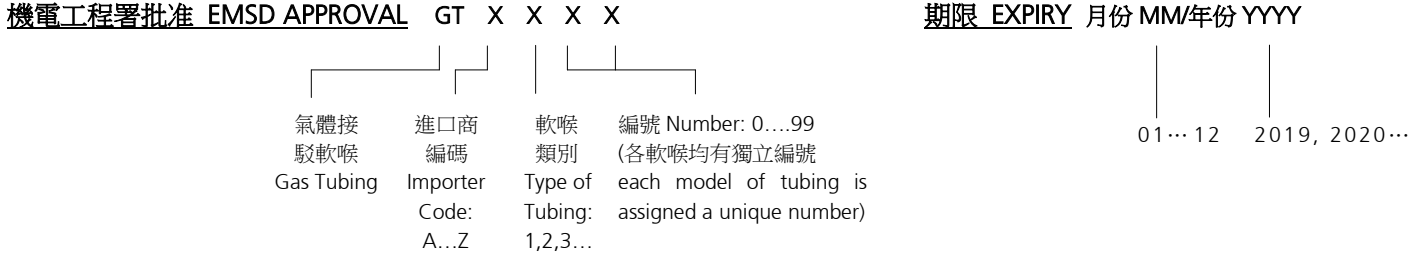 機電工程署批准 EMSD APPROVAL GT X X X X 期限 EXPIRY 月份 MM/年份 YYYY
氣體接 進口商 軟喉 編號 Number: 0….99
駁軟喉 編碼 類別 (各軟喉均有獨立編號
Gas Tubing Importer Type of each model of tubing is
Code: Tubing: assigned a unique number)
A…Z 1,2,3…
01… 12 2019, 2020…